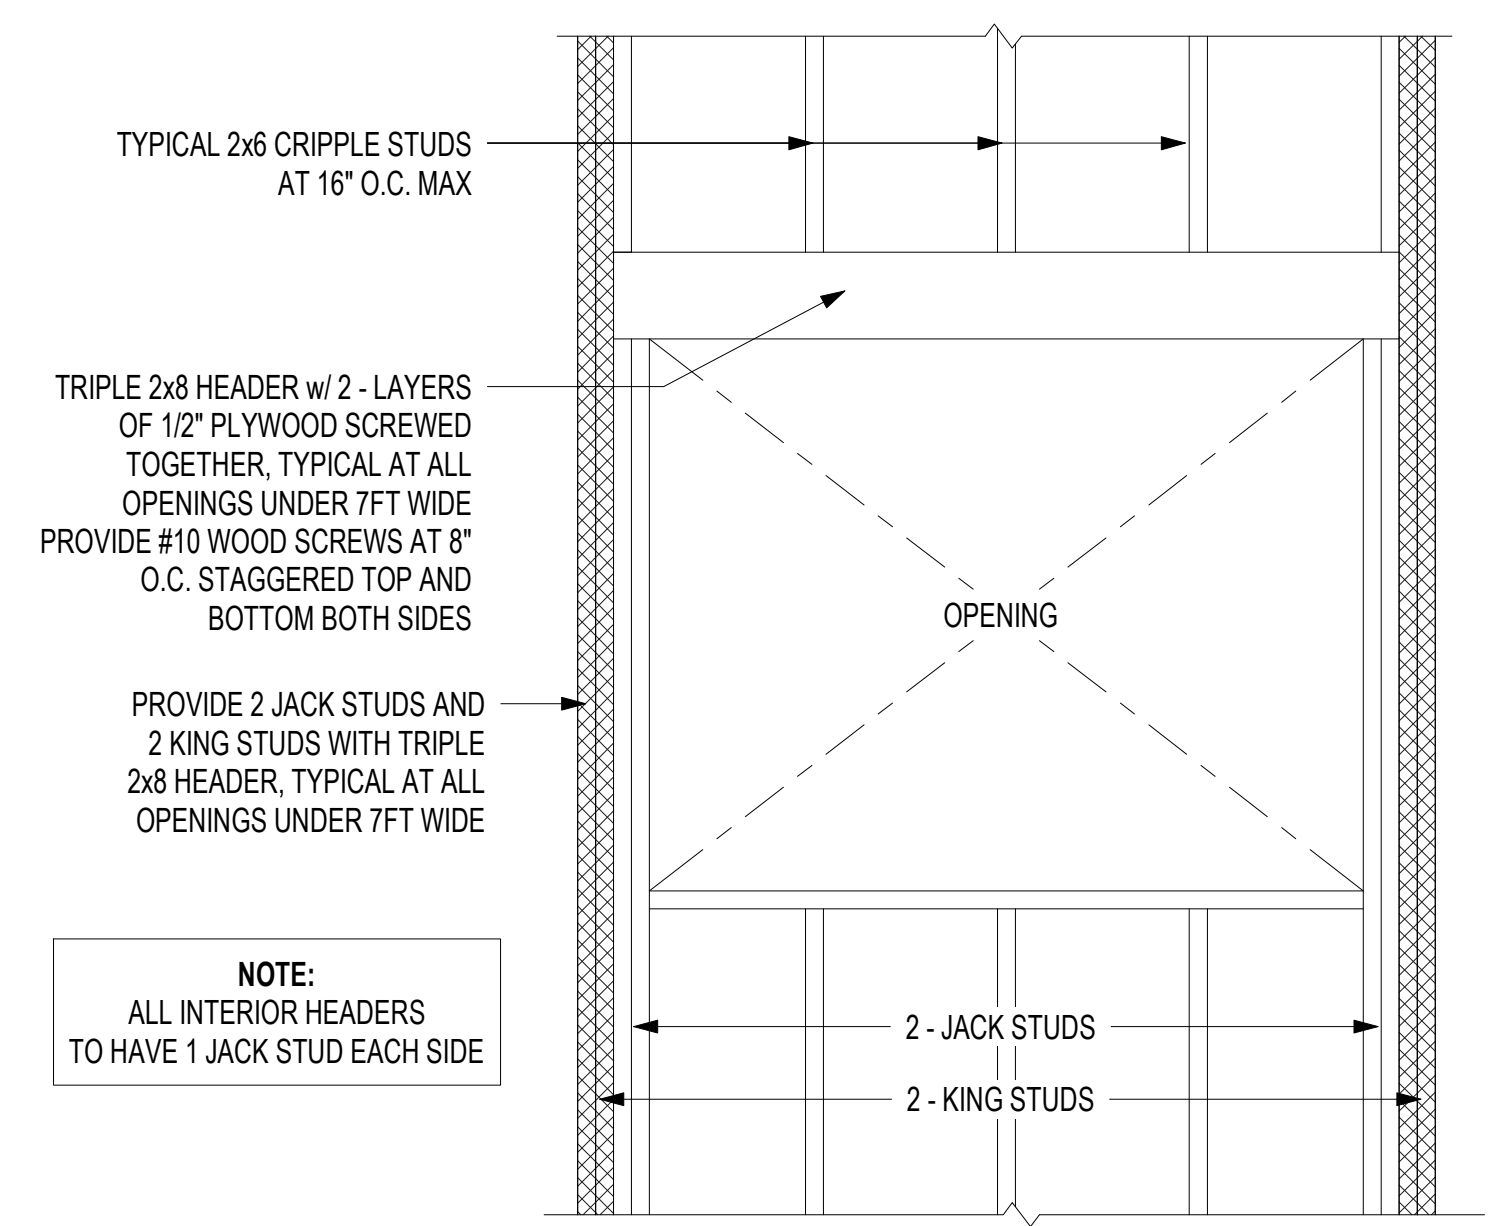 TYPICAL 2x6 CRIPPLE STUDS
AT 16" O.C. MAX
TRIPLE 2x8 HEADER w/ 2 - LAYERS
OF 1/2" PLYWOOD SCREWED
TOGETHER, TYPICAL AT ALL
OPENINGS UNDER 7FT WIDE
PROVIDE #10 WOOD SCREWS AT 8"
O.C. STAGGERED TOP AND
BOTTOM BOTH SIDES
OPENING
PROVIDE 2 JACK STUDS AND
2 KING STUDS WITH TRIPLE
2x8 HEADER, TYPICAL AT ALL
OPENINGS UNDER 7FT WIDE
NOTE:
ALL INTERIOR HEADERS
TO HAVE 1 JACK STUD EACH SIDE
2 - JACK STUDS
2 - KING STUDS